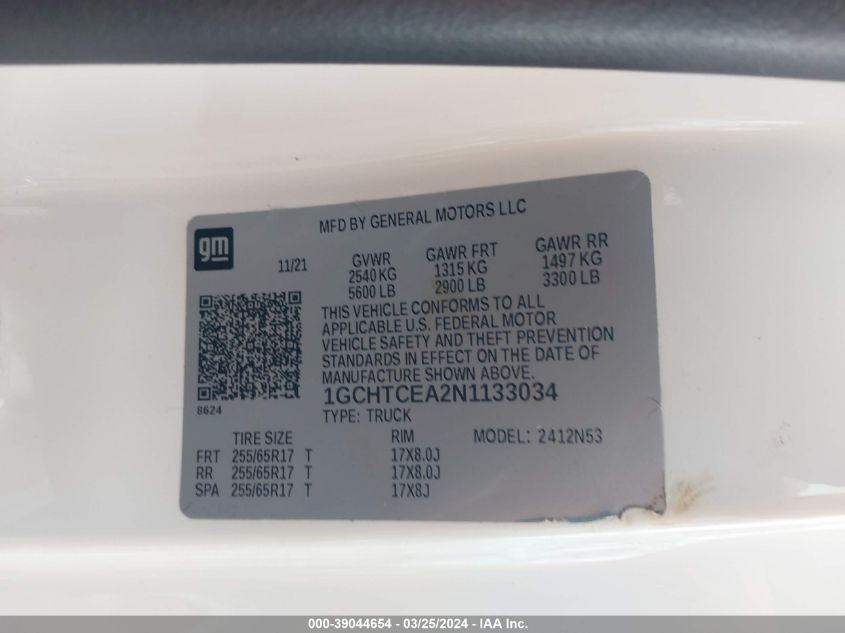 MFD BY GENERAL MOTORS LLC
gm
11/21
GVWR GAWR FRT GAWR RR
2540 KG 1315 KG 1497 KG
5600 LB 2900 LB 3300 LB
THIS VEHICLE CONFORMS TO ALL
APPLICABLE U.S. FEDERAL MOTOR
VEHICLE SAFETY AND THEFT PREVENTION
STANDARDS IN EFFECT ON THE DATE OF
MANUFACTURE SHOWN ABOVE.
1GCHTCEA2N1133034
8624
TYPE: TRUCK
TIRE SIZE RIM MODEL: 2412N53
FRT 255/65R17 T 17X8.0J
RR 255/65R17 T 17X8.0J
SPA 255/65R17 T 17X8J
000-39044654 - 03/25/2024 - IAA Inc.